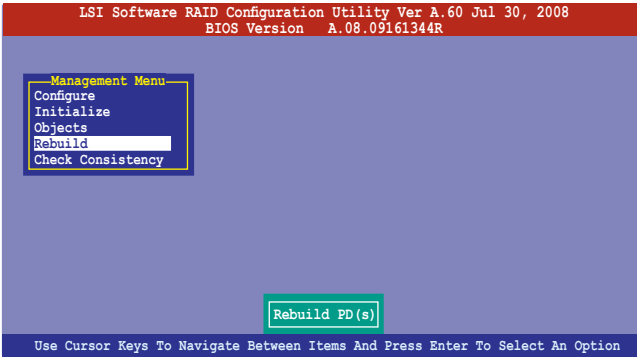 LSI Software RAID Configuration Utility Ver A.60 Jul 30, 2008
BIOS Version A.08.09161344R
Management Menu
Configure
Initialize
Objects
Rebuild
Check Consistency
Rebuild PD(s)
Use Cursor Keys To Navigate Between Items And Press Enter To Select An Option